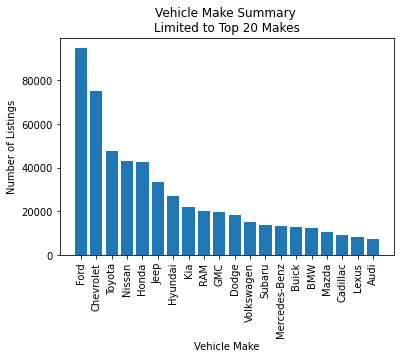 Vehicle Make Summary
Limited to Top 20 Makes
Number of Listings
80000
60000
40000
20000
0
Ford
Chevrolet
Toyota
Nissan
Honda
Jeep
Hyundai
Kia
RAM
GMC
Dodge
Volkswagen
Subaru
Mercedes-Benz
Buick
BMW
Mazda
Cadillac
Lexus
Audi
Vehicle Make